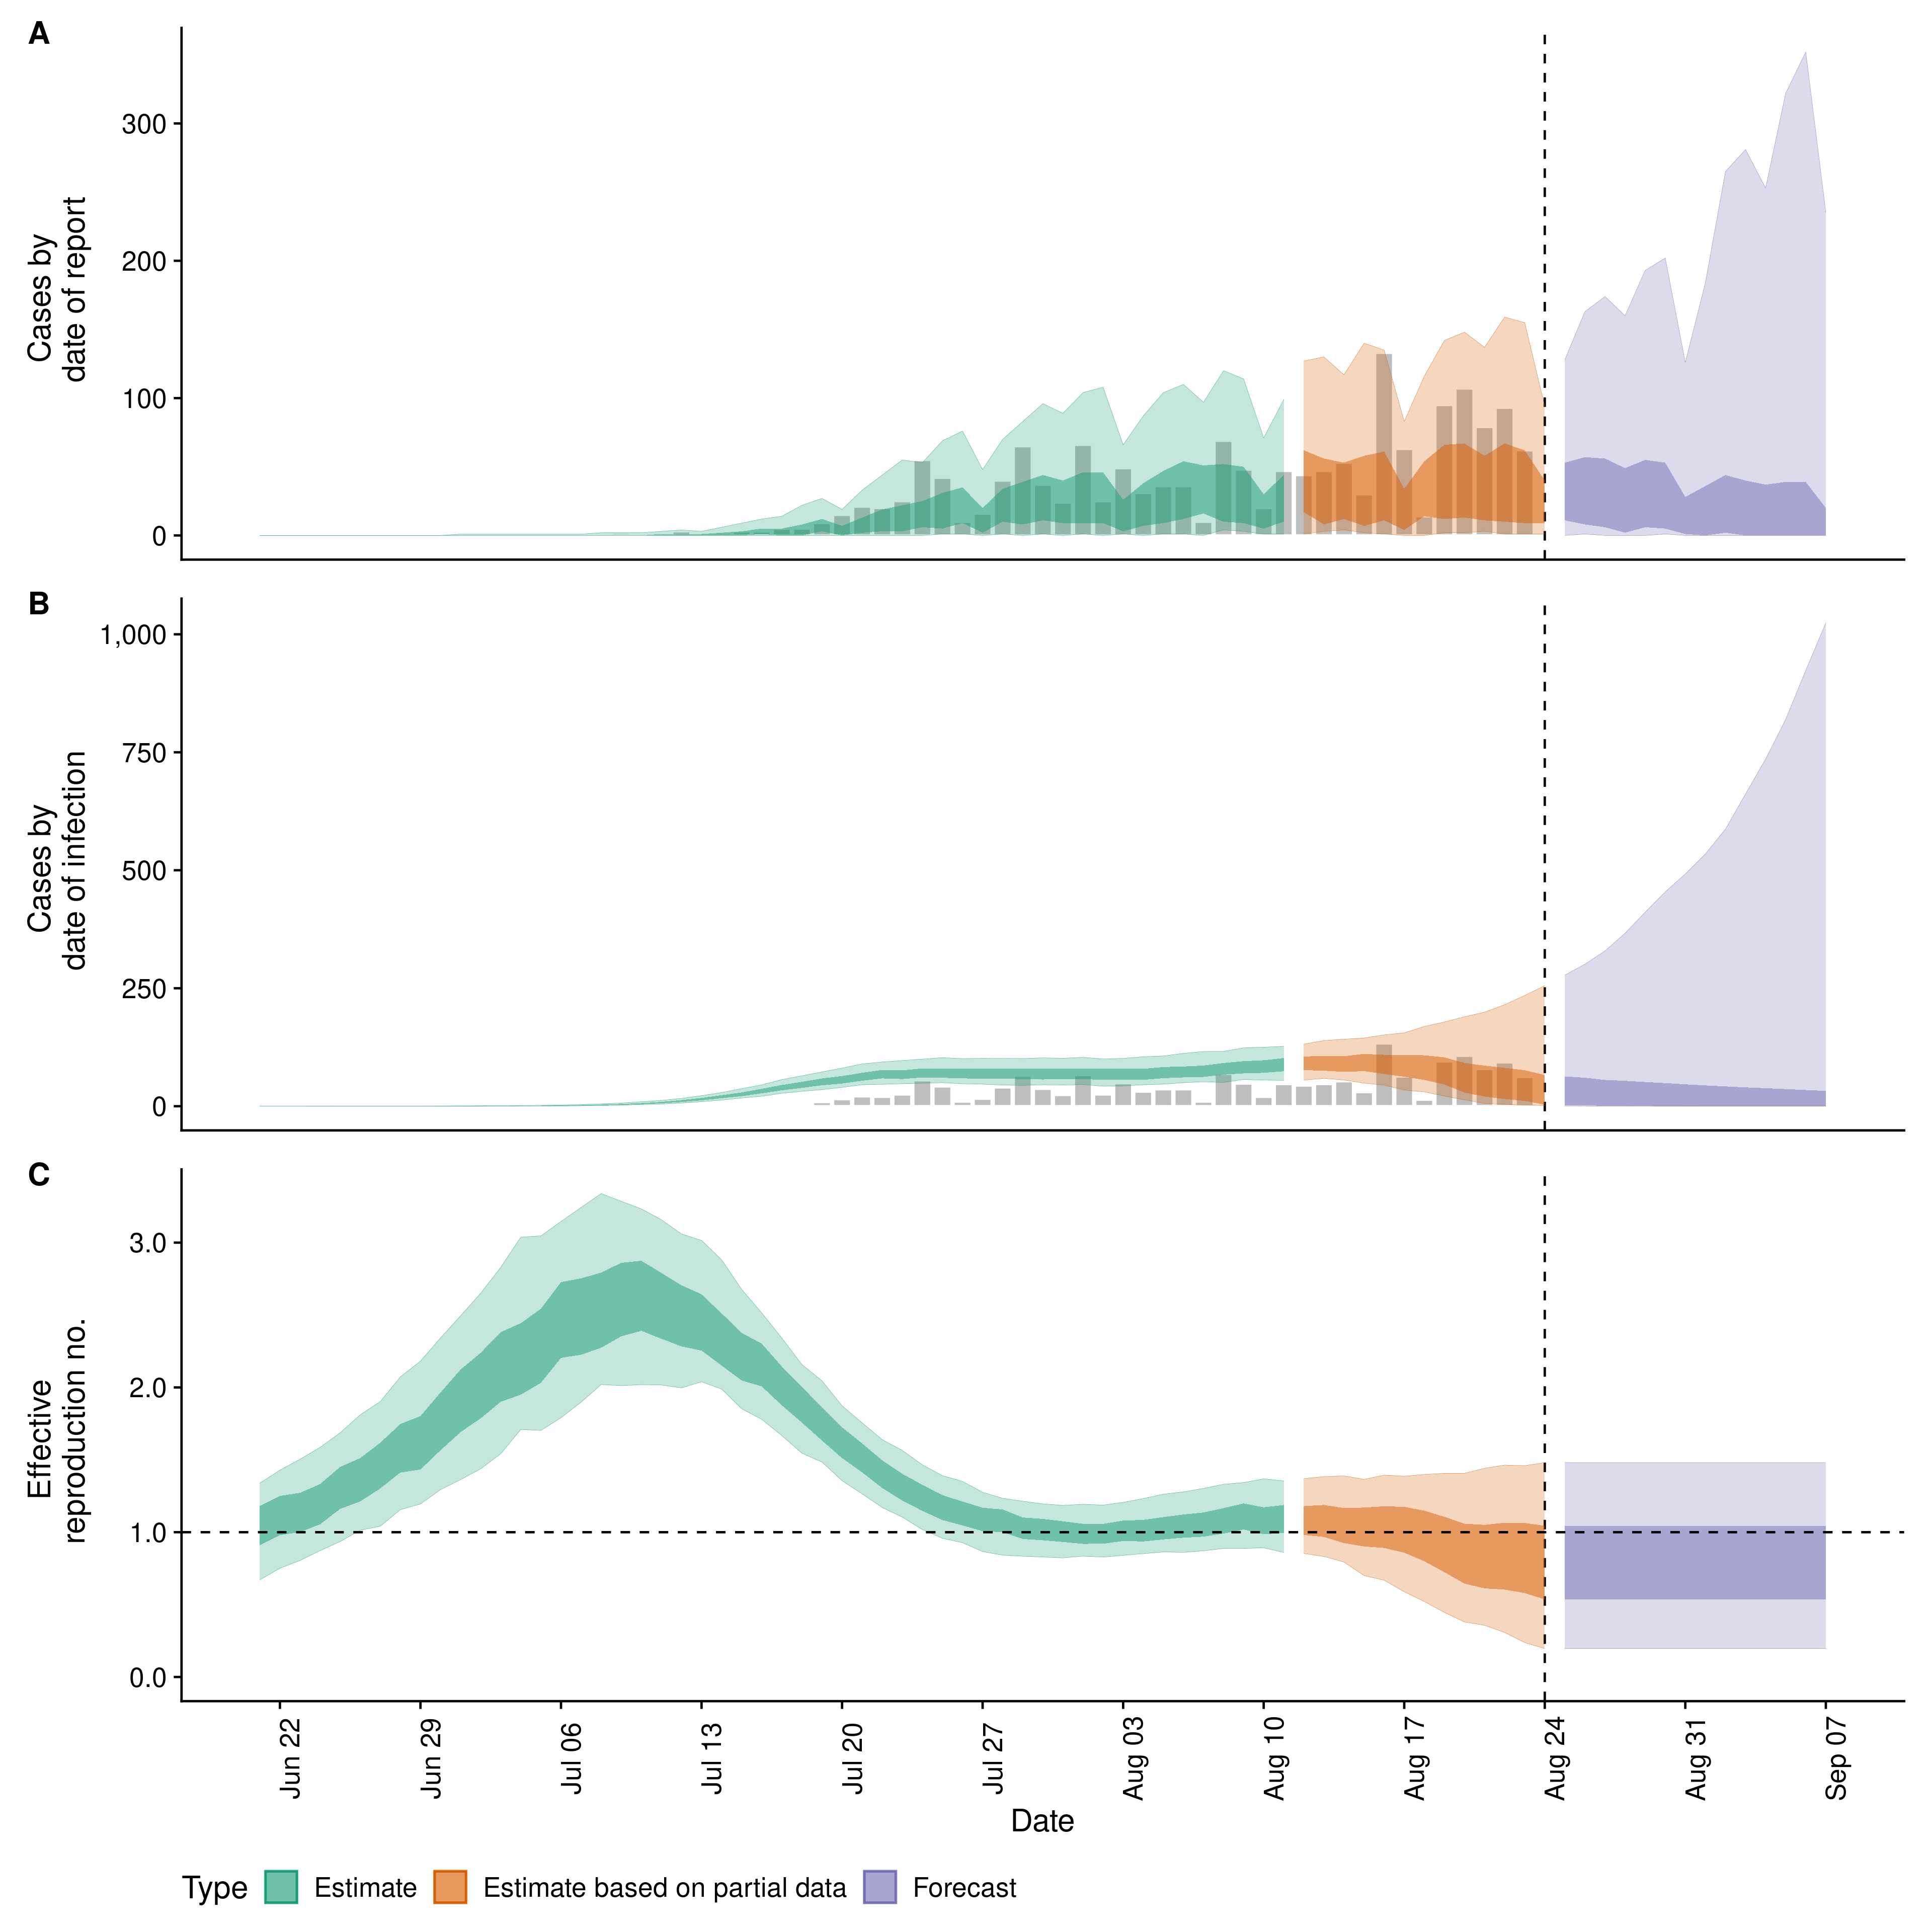 A
Cases by
date of report
300
200
100
0
B
Cases by
date of infection
1,000
750
500
250
0
C
Effective
reproduction no.
3.0
2.0
1.0
0.0
Jun 22
Jun 29
Jul 06
Jul 13
Jul 20
Jul 27
Aug 03
Aug 10
Aug 17
Aug 24
Aug 31
Sep 07
Date
Type
Estimate
Estimate based on partial data
Forecast